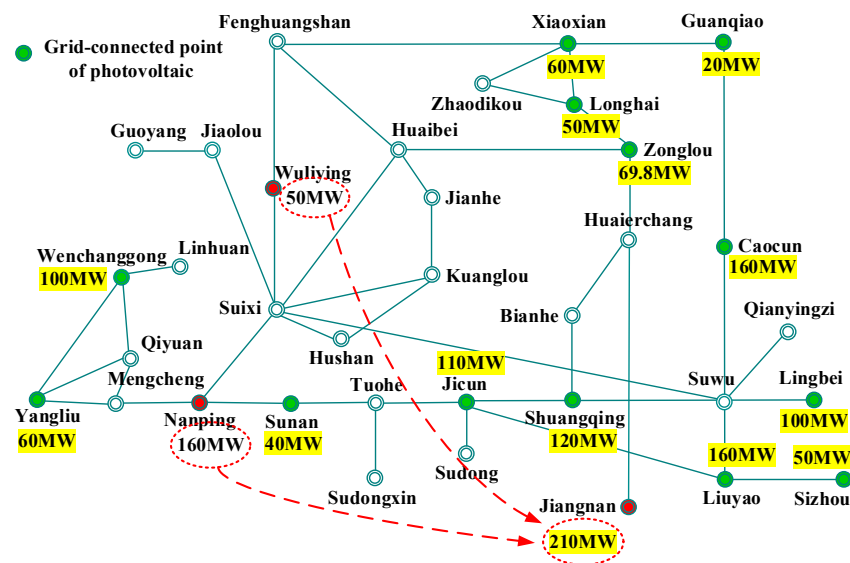 Fenghuangshan
Xiaoxian
Guanqiao
Grid-connected point
of photovoltaic
60MW
20MW
Zhaodikou
Longhai
50MW
Guoyang
Jiaolou
Huaibei
Zonglou
69.8MW
Wuliying
50MW
Jianhe
Huaierchang
Wenchanggong
100MW
Linhuan
Caocun
160MW
Kuanglou
Suixi
Bianhe
Qianyingzi
Qiyuan
Hushan
110MW
Mengcheng
Tuohe
Jicun
Suwu
Lingbei
Yangliu
60MW
Nanping
160MW
Sunan
40MW
Shuangqing
120MW
100MW
Sudong
160MW
50MW
Sudongxin
Jiangnan
Liuyao
Sizhou
210MW